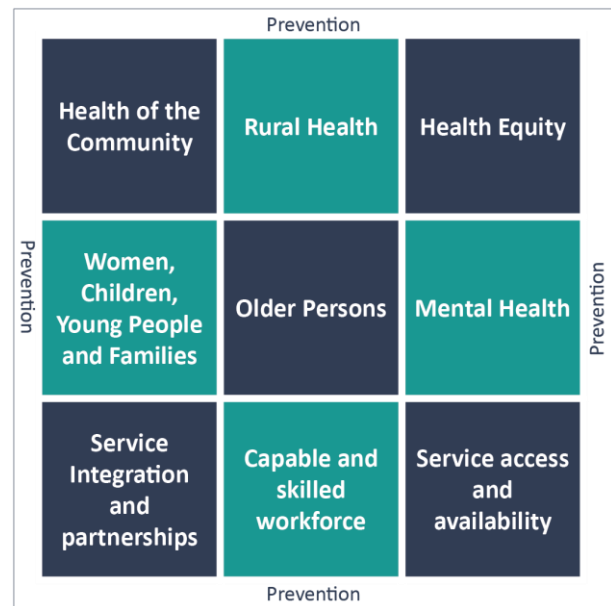 Prevention
Health of the
Community
Rural Health
Health Equity
Prevention
Women,
Children,
Young People
and Families
Older Persons
Mental Health
Prevention
Service
Integration
and
partnerships
Capable and
skilled
workforce
Service access
and
availability
Prevention